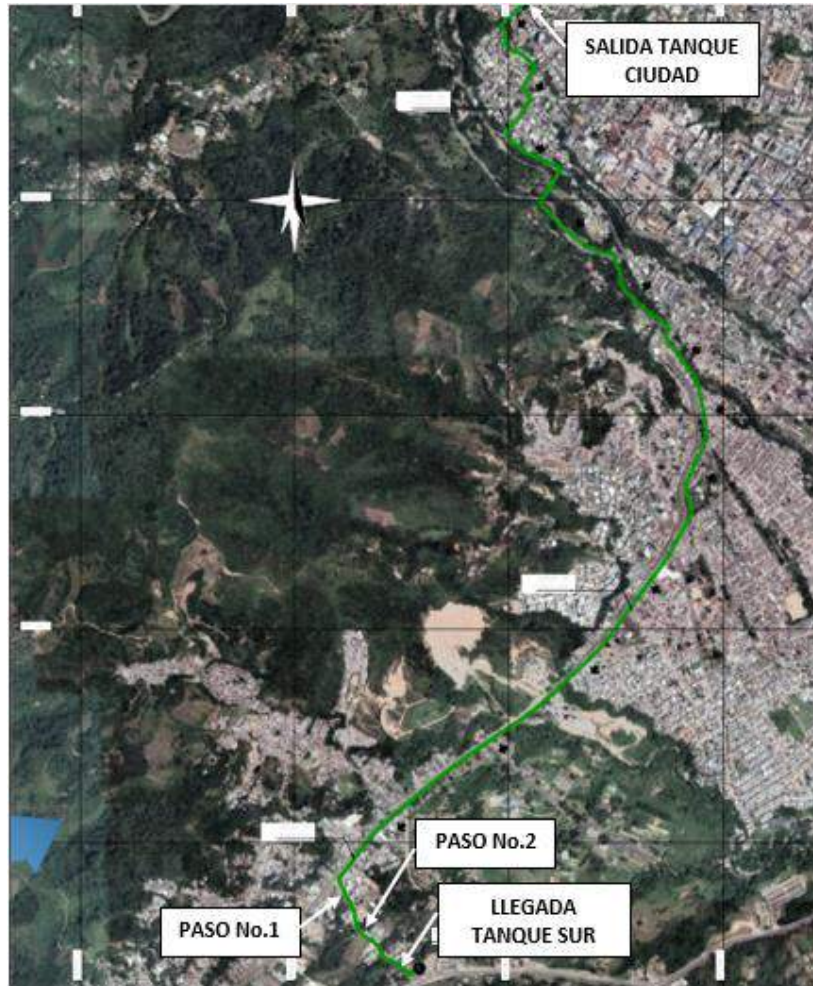 SALIDA TANQUE
CIUDAD
PASO No.2
PASO No.1
LLEGADA
TANQUE SUR